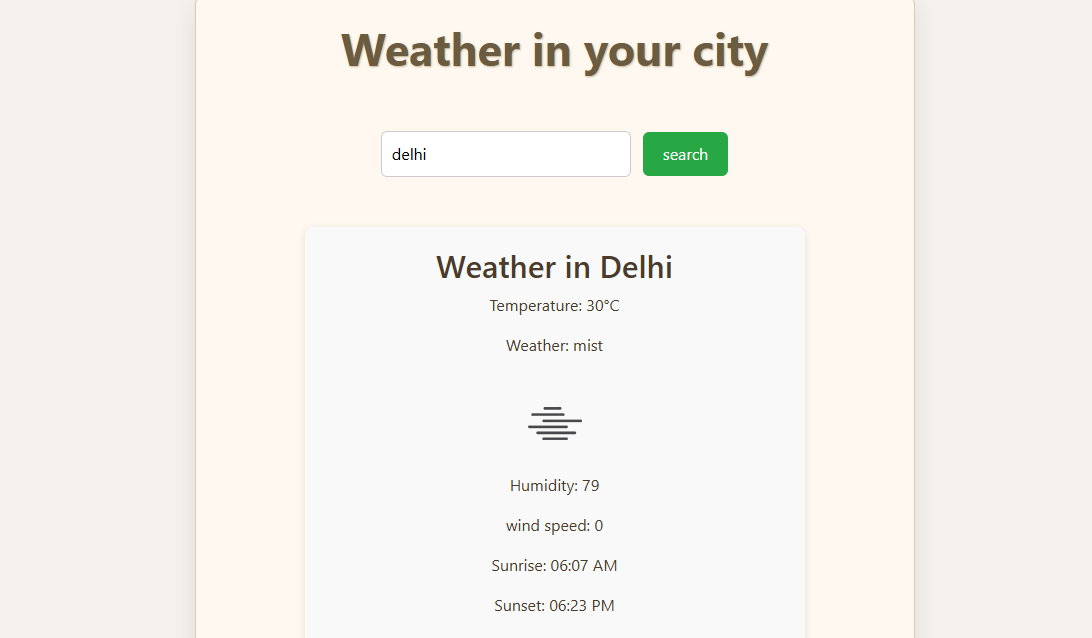 Weather in your city
delhi
search
Weather in Delhi
Temperature: 30°C
Weather: mist
Humidity: 79
wind speed: 0
Sunrise: 06:07 AM
Sunset: 06:23 PM